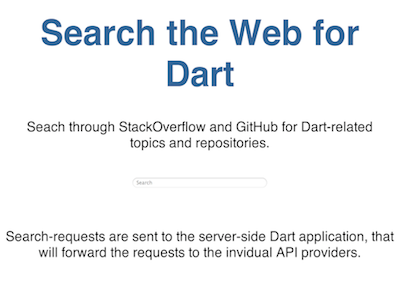 Search the Web for
Dart
Seach through StackOverflow and GitHub for Dart-related
topics and repositories.
Search
Search-requests are sent to the server-side Dart application, that
will forward the requests to the invidual API providers.